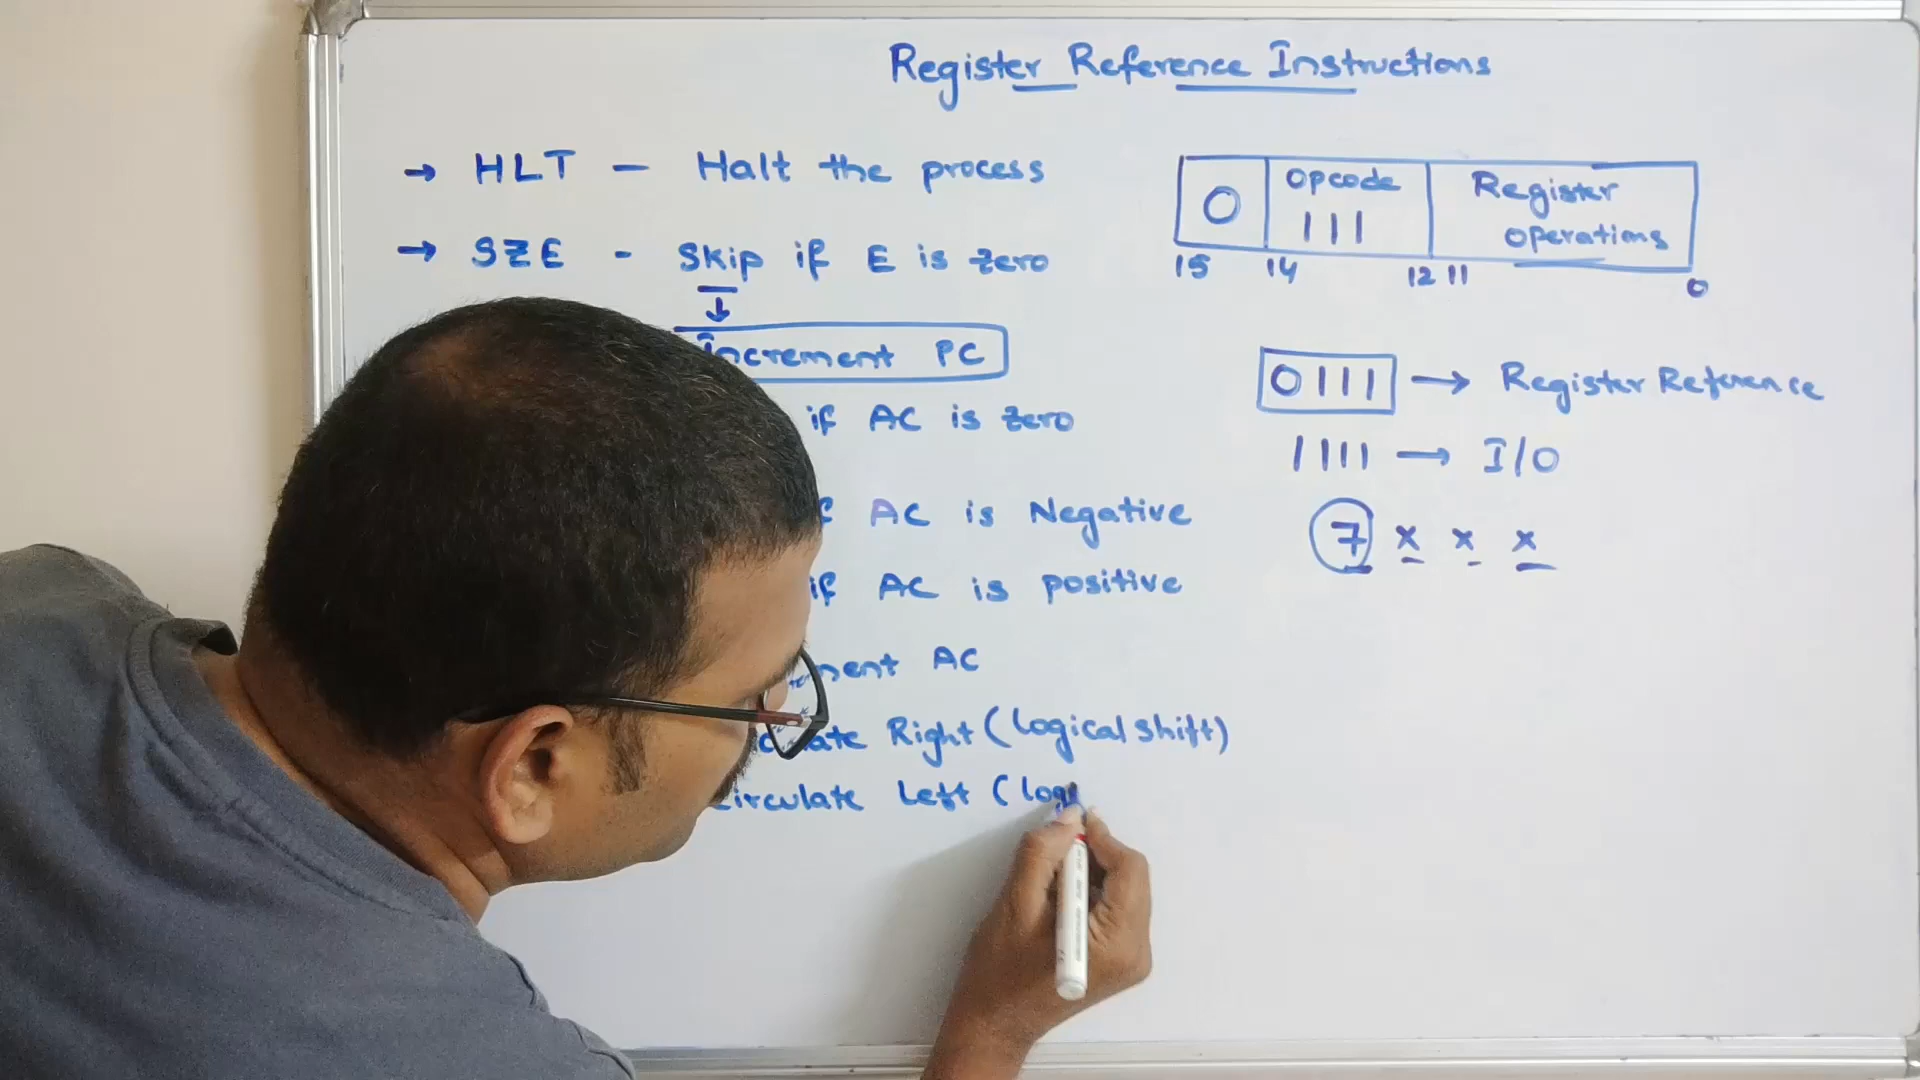 Register Reference Instructions
→ HLT — Halt the process
→ SZE - Skip if E is zero
↓
Increment PC
if AC is zero
AC is Negative
if AC is positive
AC
Right (logical shift)
circulate Left (log
0 opcode Register
111 operations
15 14 12 11 0
0111 → Register Reference
1111 → I/O
7 x x x